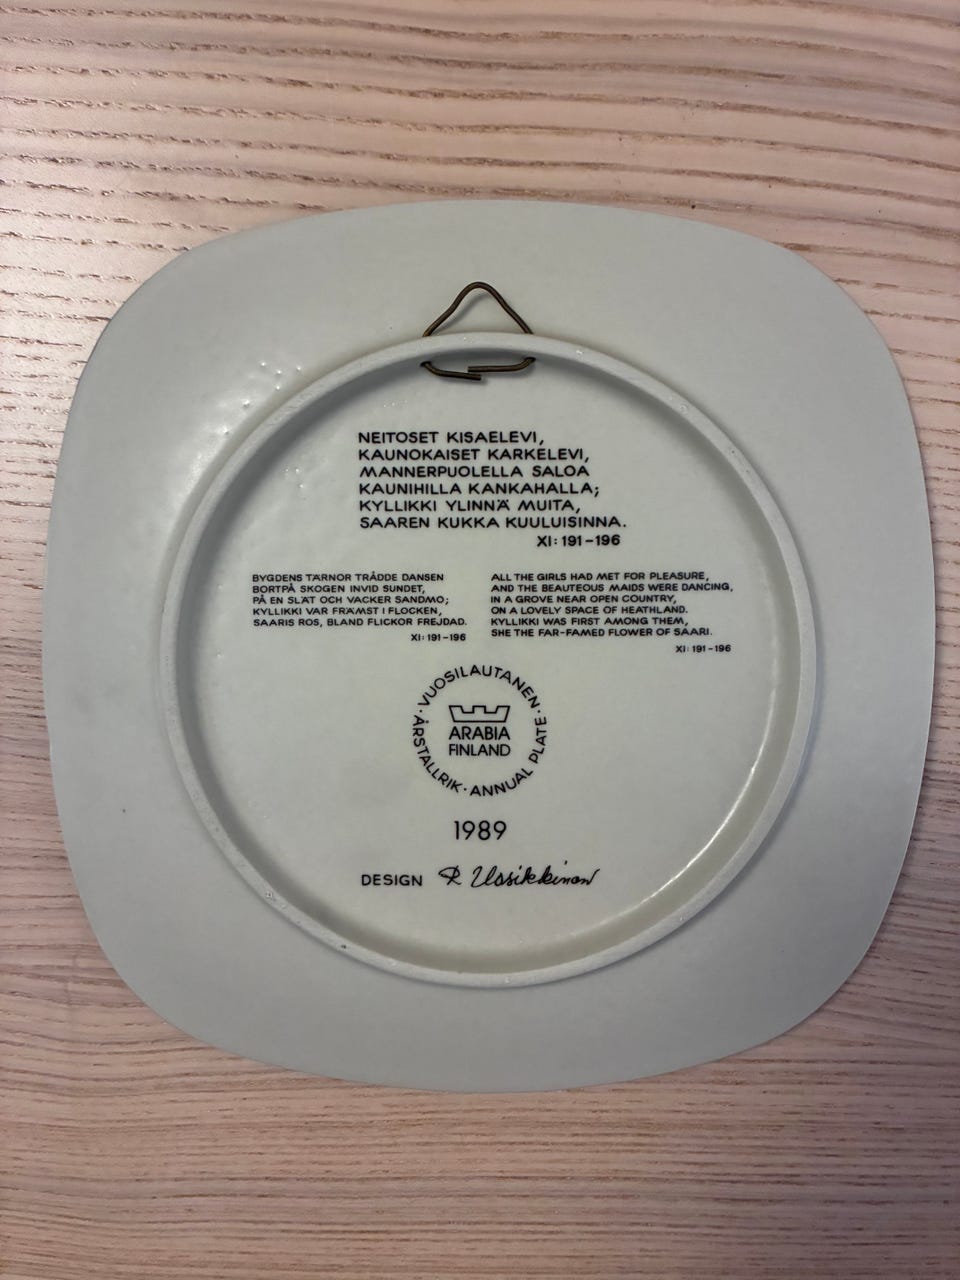 NEITOSET KISAELEVI,
KAUNOKAISET KARKELEVI,
MANNERPUOLELLA SALOA
KAUNIHILLA KANKAHALLA;
KYLLIKKI YLINNÄ MUITA,
SAAREN KUKKA KUULUISINNA.
XI: 191-196
BYGDENS TÄRNOR TRÄDDE DANSEN
BORTPÅ SKOGEN INVID SUNDET,
PÅ EN SLÄT OCH VACKER SANDMO;
KYLLIKKI VAR FRÄMST I FLOCKEN,
SAARIS ROS, BLAND FLICKOR FREJDAD.
XI: 191-196
ALL THE GIRLS HAD MET FOR PLEASURE,
AND THE BEAUTEOUS MAIDS WERE DANCING,
IN A GROVE NEAR OPEN COUNTRY,
ON A LOVELY SPACE OF HEATHLAND.
KYLLIKKI WAS FIRST AMONG THEM,
SHE THE FAR-FAMED FLOWER OF SAARI.
XI: 191-196
·VUOSILAUTANEN·
ÅRSTALLRIK·ANNUAL PLATE
ARABIA
FINLAND
1989
DESIGN R Uosikkinen